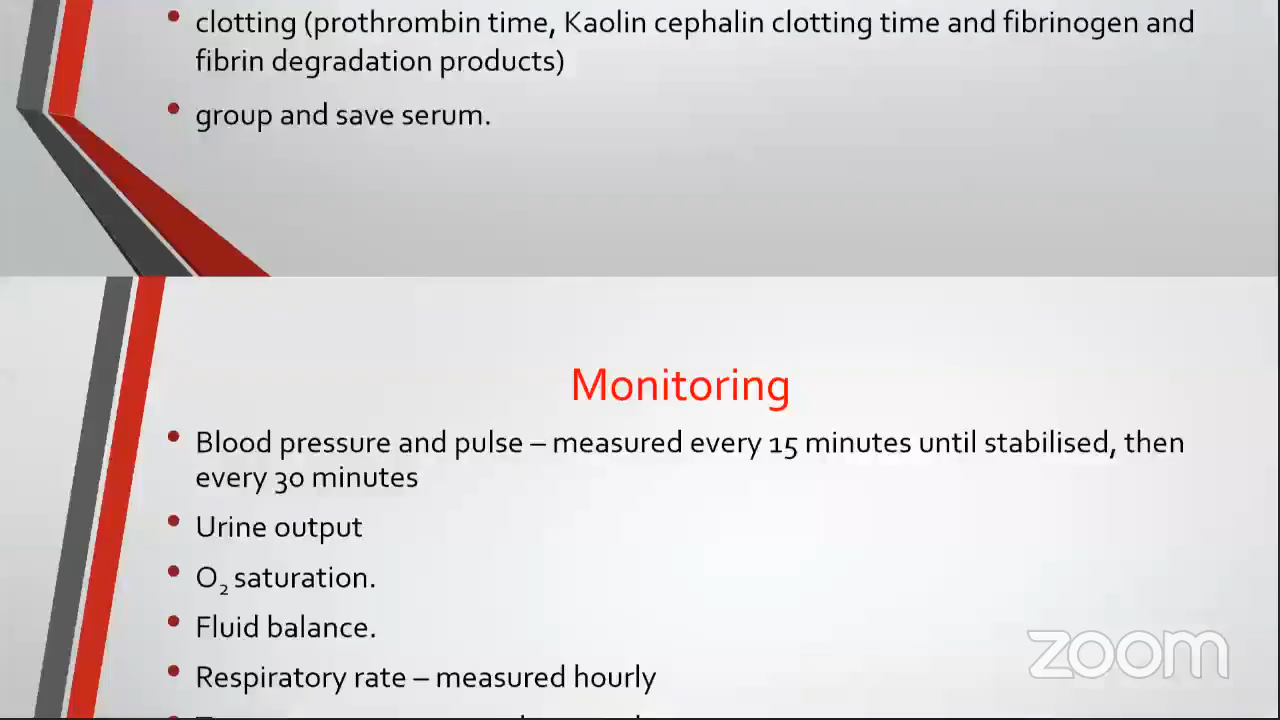 • clotting (prothrombin time, Kaolin cephalin clotting time and fibrinogen and
fibrin degradation products)
• group and save serum.
Monitoring
• Blood pressure and pulse – measured every 15 minutes until stabilised, then
every 30 minutes
• Urine output
• O₂ saturation.
• Fluid balance.
• Respiratory rate – measured hourly
zoom